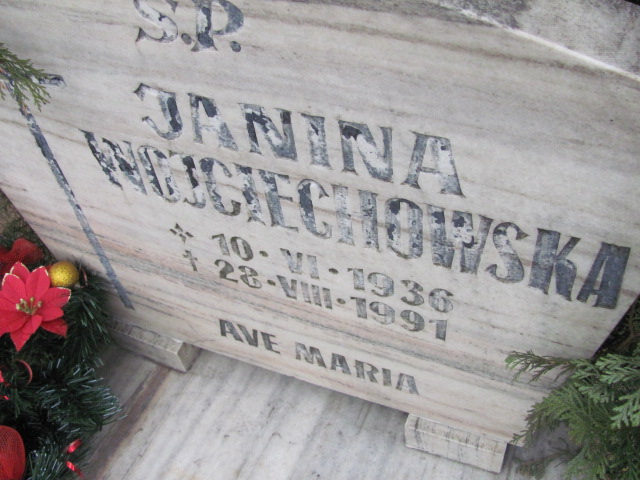 S.P.
JANINA
WOJCIECHOWSKA
* 10·VI·1936
† 28·VIII·1991
AVE MARIA